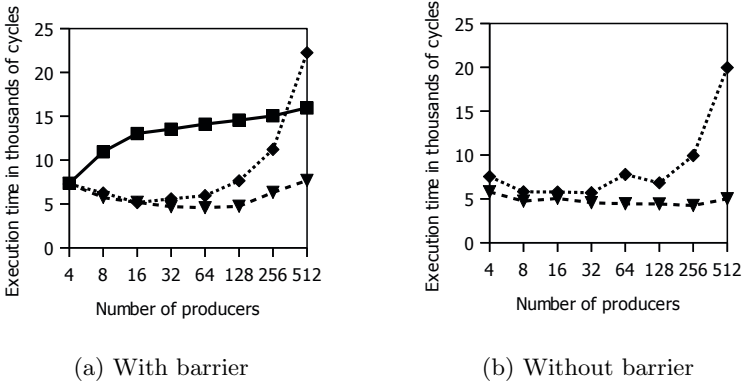 Execution time in thousands of cycles
25
20
15
10
5
0
4 8 16 32 64 128 256 512
Number of producers
(a) With barrier
Execution time in thousands of cycles
25
20
15
10
5
0
4 8 16 32 64 128 256 512
Number of producers
(b) Without barrier